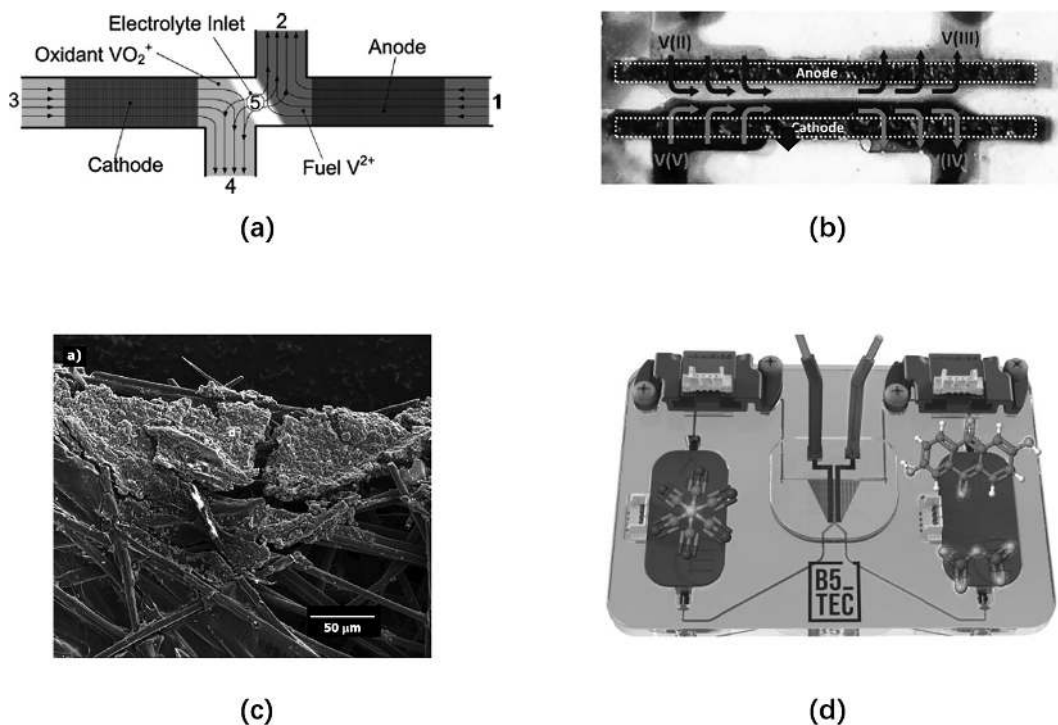 2
Electrolyte Inlet
Oxidant VO₂⁺
Anode
3
5
1
Cathode
Fuel V²⁺
4
(a)
V(II)
V(III)
Anode
Cathode
V(V)
(IV)
(b)
a)
50 µm
(c)
B5_
TEC
(d)